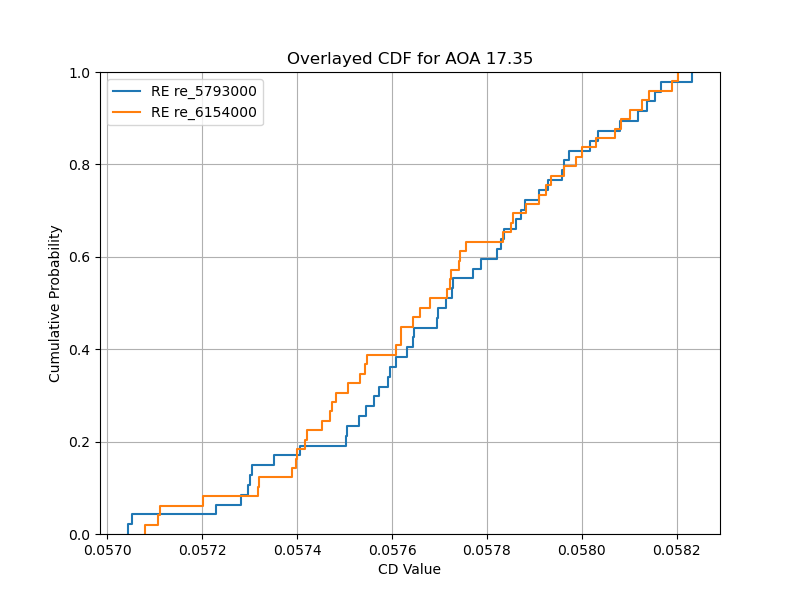 Overlayed CDF for AOA 17.35
RE re_5793000
RE re_6154000
1.0
0.8
0.6
0.4
0.2
0.0
Cumulative Probability
0.0570 0.0572 0.0574 0.0576 0.0578 0.0580 0.0582
CD Value